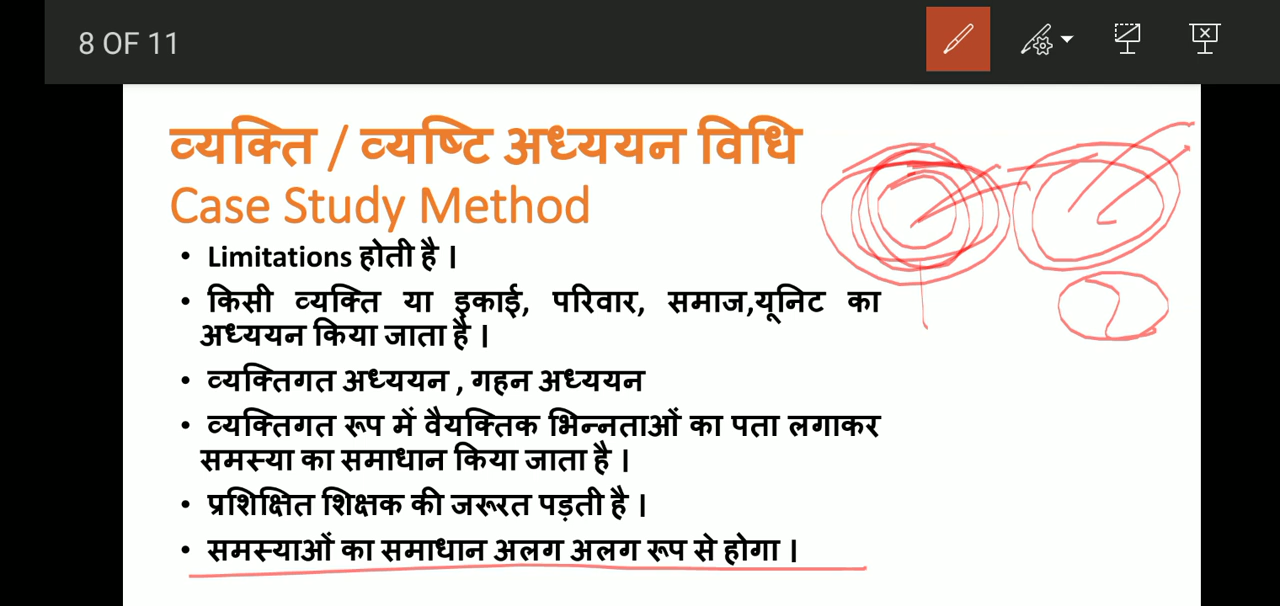 8 OF 11
व्यक्ति / व्यष्टि अध्ययन विधि
Case Study Method
• Limitations होती है ।
• किसी व्यक्ति या इकाई, परिवार, समाज,यूनिट का
अध्ययन किया जाता है ।
• व्यक्तिगत अध्ययन , गहन अध्ययन
• व्यक्तिगत रूप में वैयक्तिक भिन्नताओं का पता लगाकर
समस्या का समाधान किया जाता है ।
• प्रशिक्षित शिक्षक की जरूरत पड़ती है ।
• समस्याओं का समाधान अलग अलग रूप से होगा ।